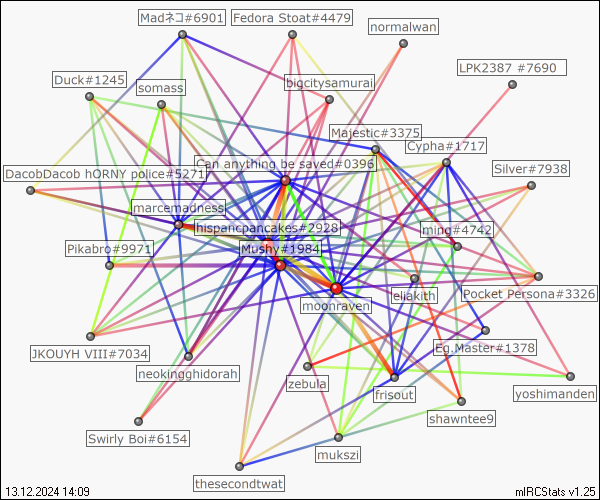 Madネコ#6901
Fedora Stoat#4479
normalwan
LPK2387 #7690
Duck#1245
somass
bigcitysamurai
Majestic#3375
Cypha#1717
Can anything be saved#0396
Silver#7938
DacobDacob hORNY police#5271
marcemadness
hispancpancakes#2928
ming#4742
Pikabro#9971
Mushy#1984
eliakith
Pocket Persona#3326
moonraven
JKOUYH VIII#7034
Eg.Master#1378
neokingghidorah
zebula
frisout
yoshimanden
shawntee9
Swirly Boi#6154
mukszi
thesecondtwat
13.12.2024 14:09
mIRCStats v1.25